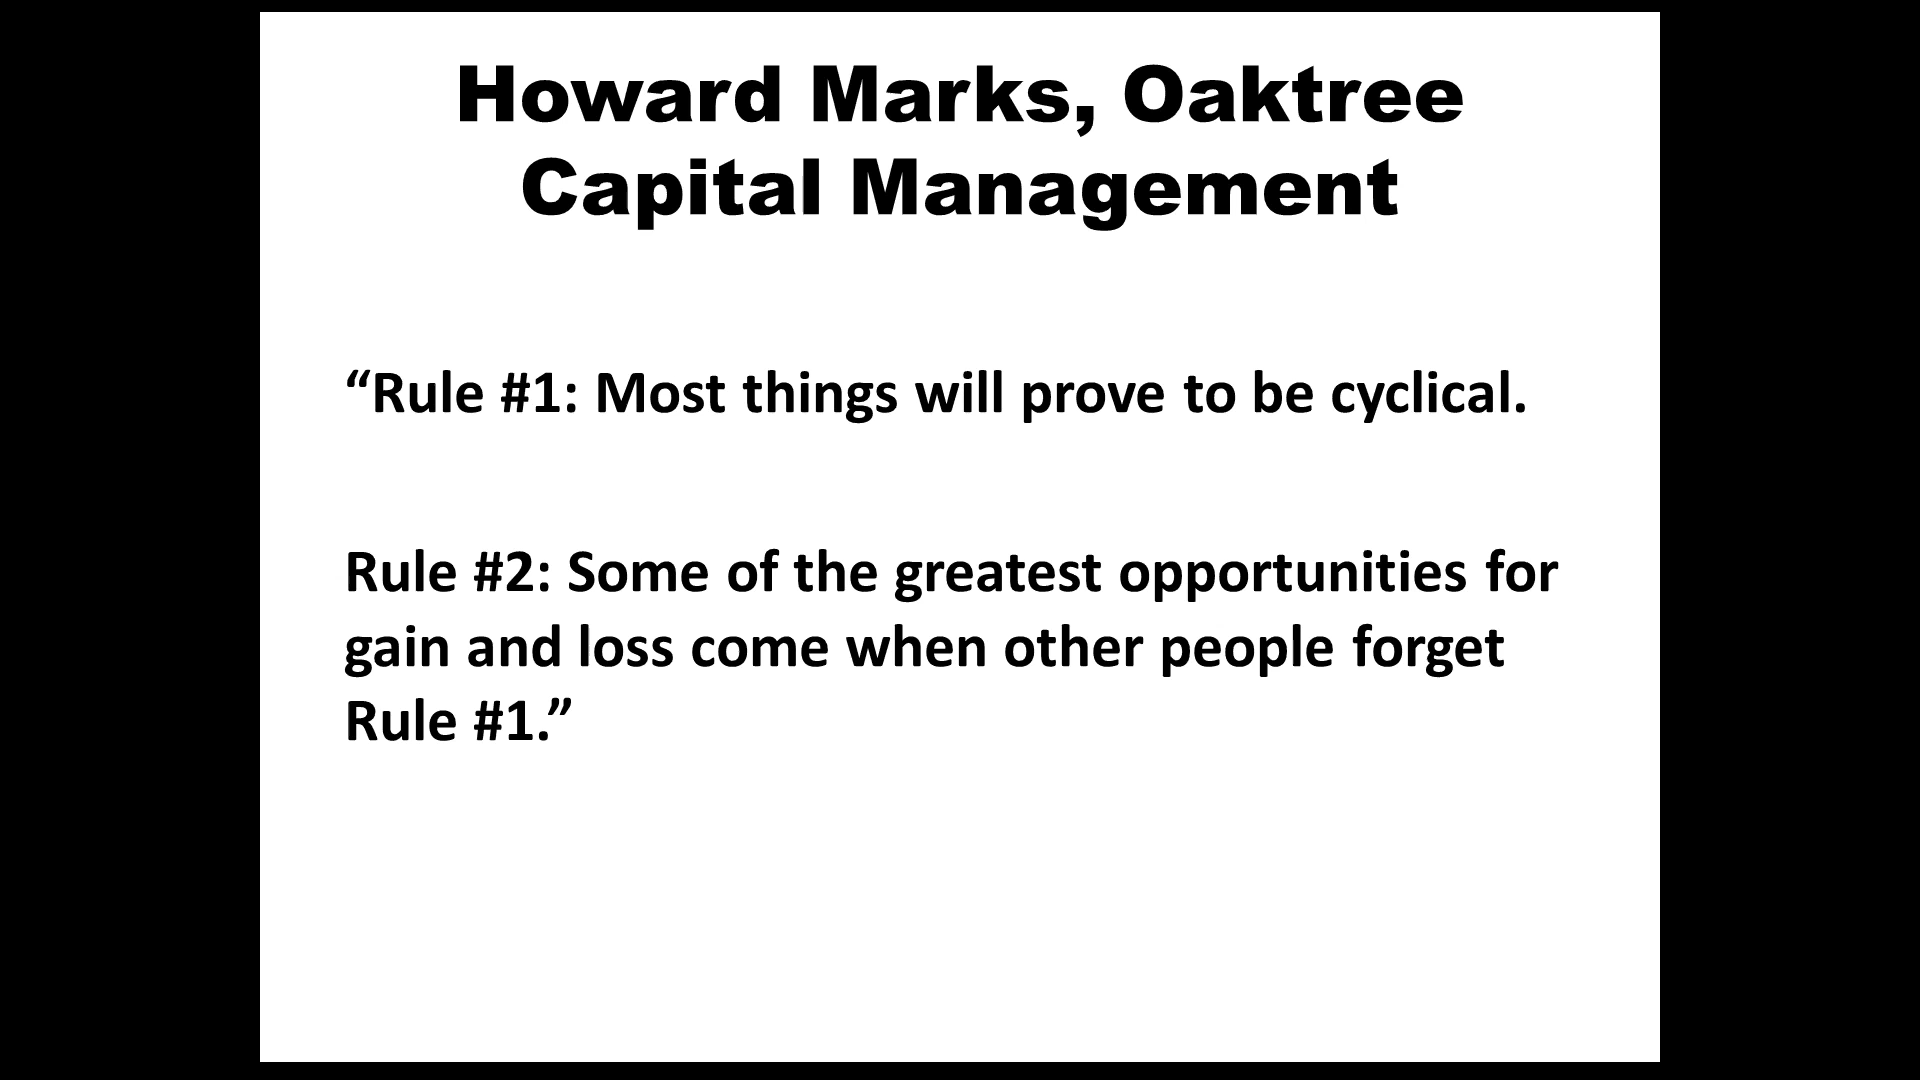 Howard Marks, Oaktree
Capital Management
“Rule #1: Most things will prove to be cyclical.
Rule #2: Some of the greatest opportunities for
gain and loss come when other people forget
Rule #1.”